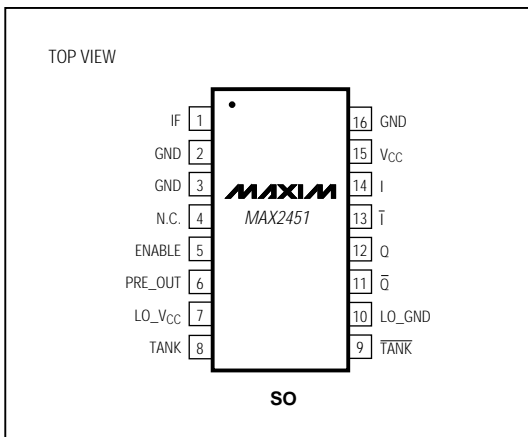 TOP VIEW
IF 1
GND 2
GND 3
N.C. 4
ENABLE 5
PRE_OUT 6
LO_VCC 7
TANK 8
MAXIM
MAX2451
16 GND
15 VCC
14 I
13 I̅
12 Q
11 Q̅
10 LO_GND
9 T̅A̅N̅K̅
SO